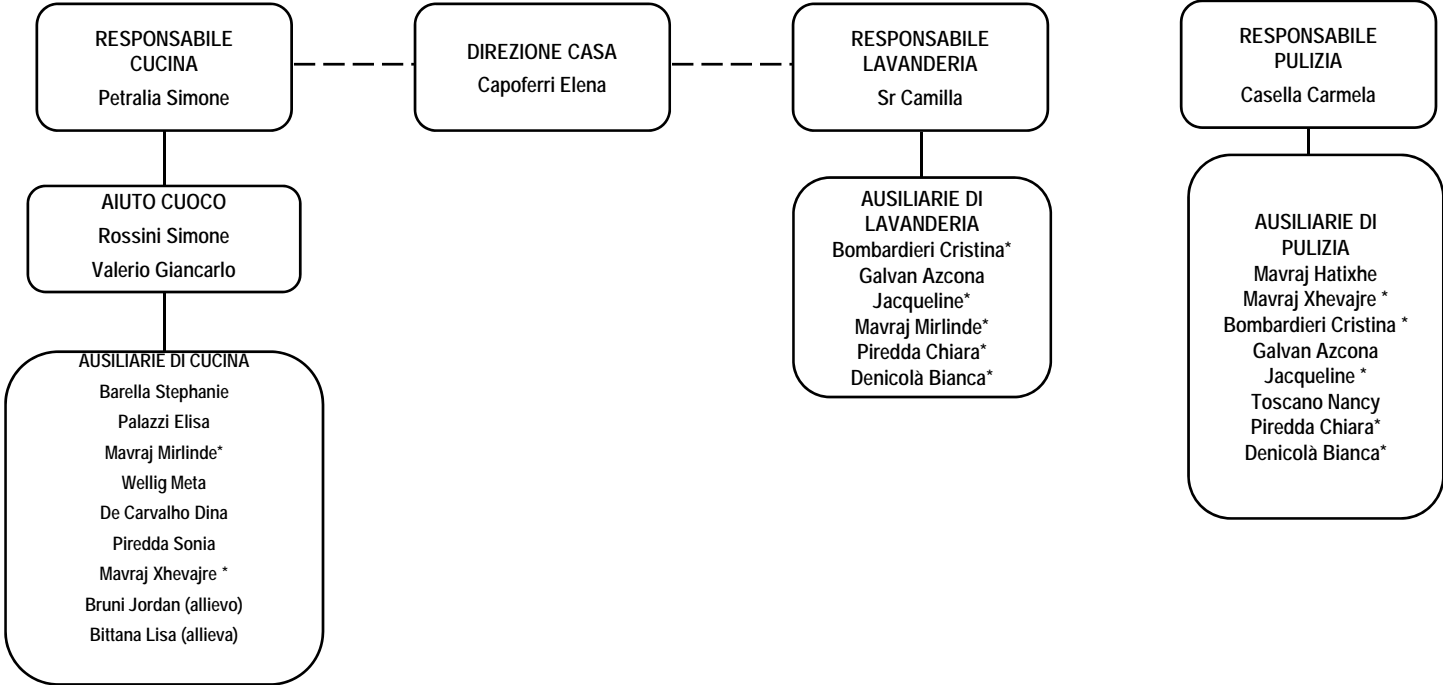 RESPONSABILE
CUCINA
Petralia Simone
DIREZIONE CASA
Capoferri Elena
RESPONSABILE
LAVANDERIA
Sr Camilla
RESPONSABILE
PULIZIA
Casella Carmela
AIUTO CUOCO
Rossini Simone
Valerio Giancarlo
AUSILIARIE DI
LAVANDERIA
Bombardieri Cristina*
Galvan Azcona
Jacqueline*
Mavraj Mirlinde*
Piredda Chiara*
Denicolà Bianca*
AUSILIARIE DI
PULIZIA
Mavraj Hatixhe
Mavraj Xhevajre *
Bombardieri Cristina *
Galvan Azcona
Jacqueline *
Toscano Nancy
Piredda Chiara*
Denicolà Bianca*
AUSILIARIE DI CUCINA
Barella Stephanie
Palazzi Elisa
Mavraj Mirlinde*
Wellig Meta
De Carvalho Dina
Piredda Sonia
Mavraj Xhevajre *
Bruni Jordan (allievo)
Bittana Lisa (allieva)